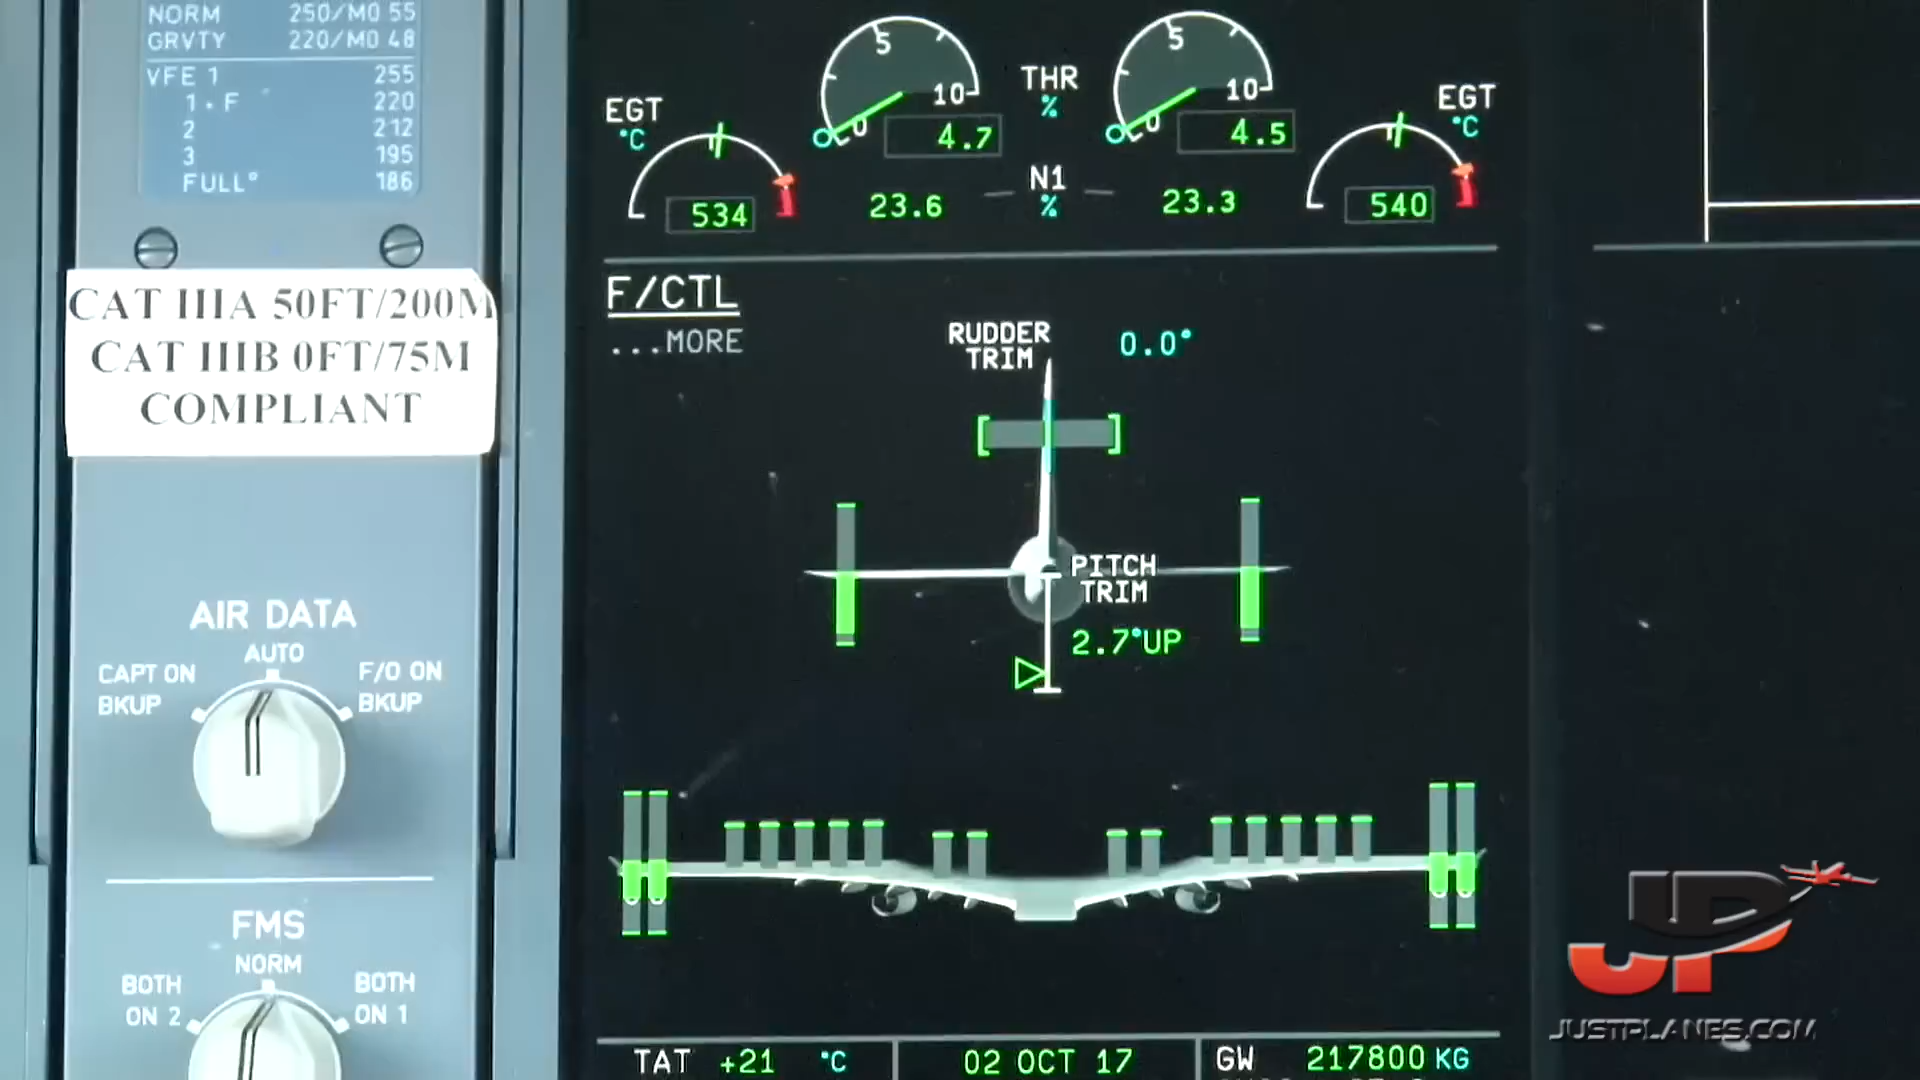 NORM 250/M0 55
GRVTY 220/M0 48
VFE 1 255
1+F 220
2 212
3 195
FULL° 186
CAT IIIA 50FT/200M
CAT IIIB 0FT/75M
COMPLIANT
AIR DATA
AUTO
CAPT ON
BKUP
F/O ON
BKUP
FMS
NORM
BOTH
ON 2
BOTH
ON 1
EGT
°C
534
5
10
0
4.7
THR
%
5
10
0
4.5
EGT
°C
540
23.6
N1
%
23.3
F/CTL
...MORE
RUDDER
TRIM
0.0°
PITCH
TRIM
2.7°UP
TAT +21 °C
02 OCT 17
GW 217800 KG
JP
JUSTPLANES.COM